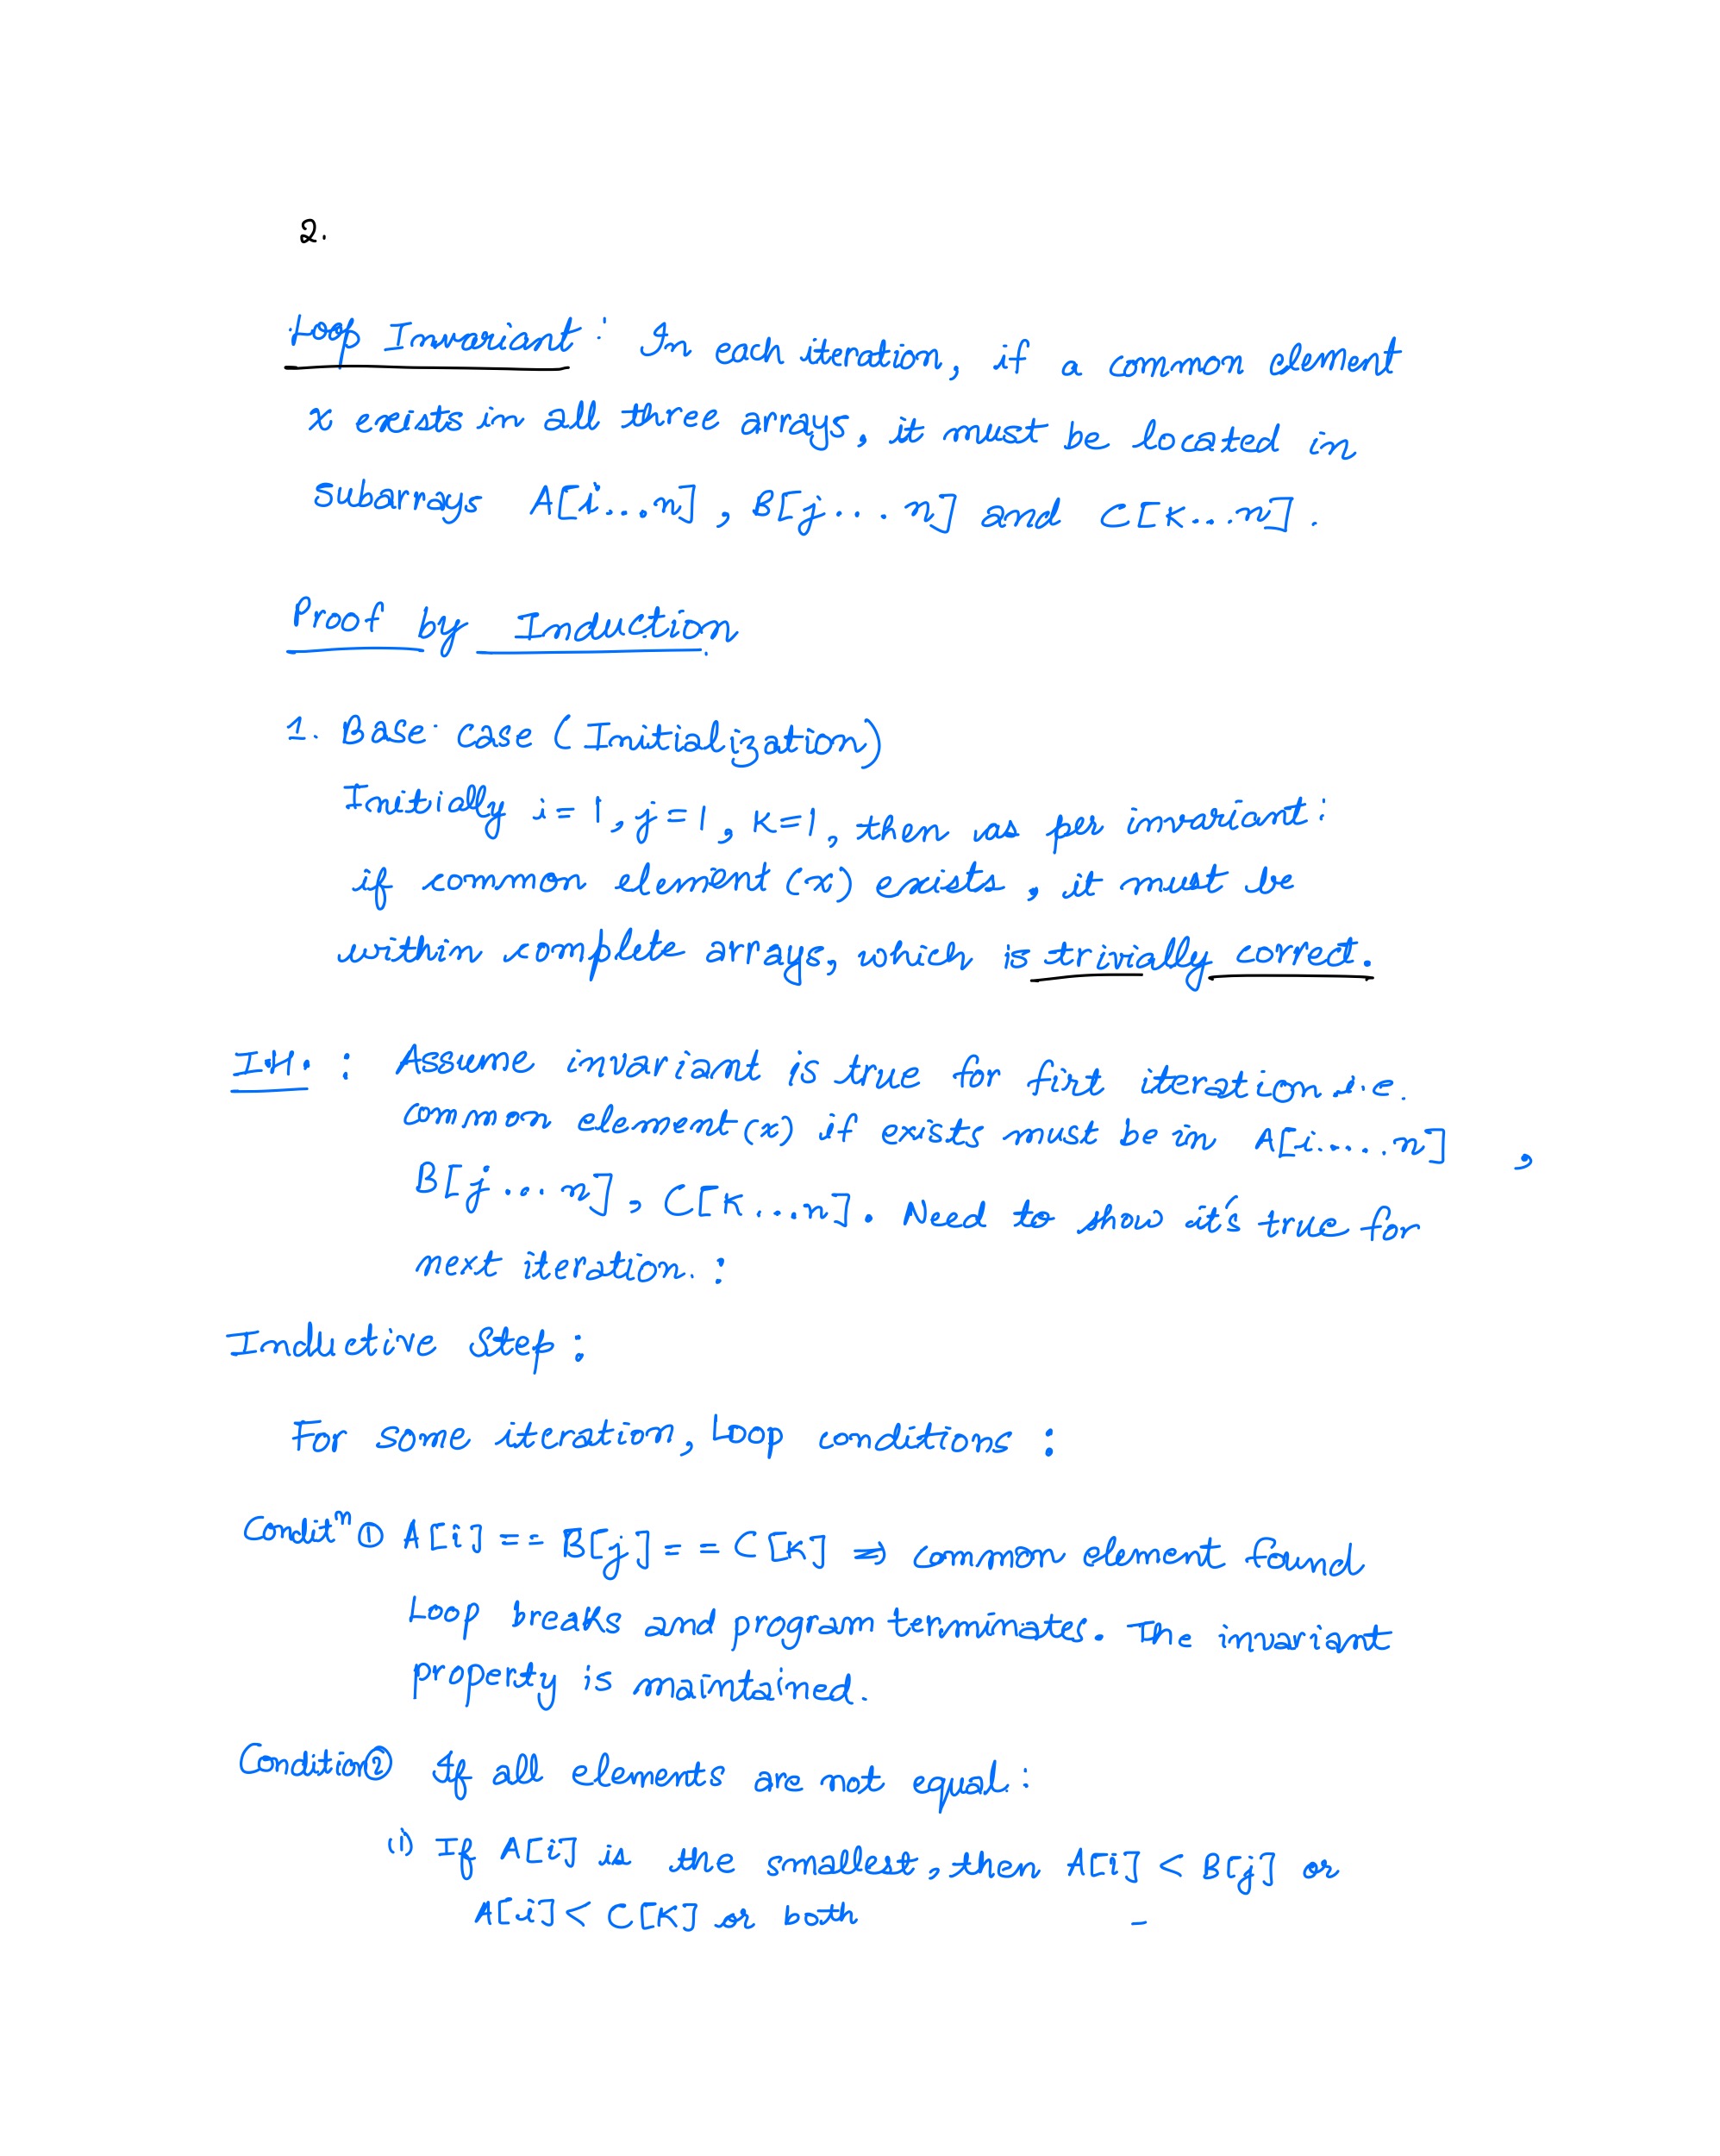 2.
Loop Invariant : In each iteration, if a common element
x exists in all three arrays, it must be located in
subarrays A[i...n], B[j... n] and C[K...n].
Proof by Induction
1. Base case (Initialization)
Initially i = 1, j = 1, K=1, then as per invariant :
if common element (x) exists, it must be
within complete arrays, which is trivially correct.
I.H. : Assume invariant is true for firt iteration i.e.
common element (x) if exists must be in A[i.....n] ,
B[j ... n], C[K...n]. Need to show it's true for
next iteration. :
Inductive Step :
For some iteration, Loop conditions :
Conditⁿ ① A[i] == B[j] == C[K] ⇒ common element found
Loop breaks and program terminates. The invariant
property is maintained.
Condition② If all elements are not equal :
(i) If A[i] is the smallest, then A[i] < B[j] or
A[i] < C[K] or both –